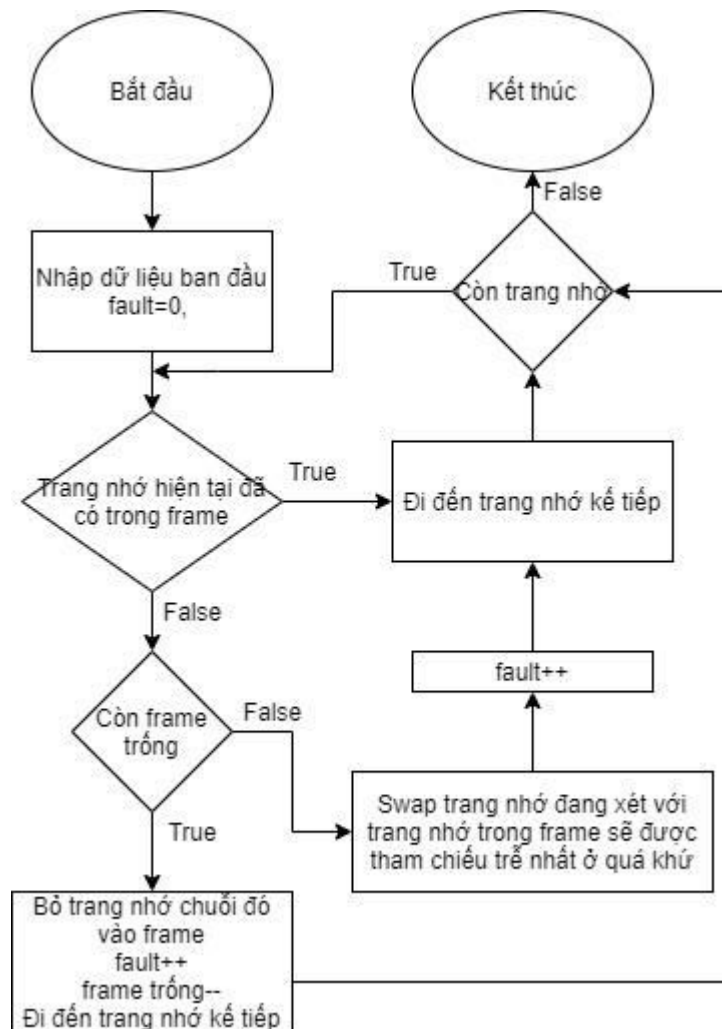 Bắt đầu
Kết thúc
False
Nhập dữ liệu ban đầu
fault=0,
True
Còn trang nhớ
Trang nhớ hiện tại đã
có trong frame
True
Đi đến trang nhớ kế tiếp
False
fault++
Còn frame
trống
False
Swap trang nhớ đang xét với
trang nhớ trong frame sẽ được
tham chiếu trễ nhất ở quá khứ
True
Bỏ trang nhớ chuỗi đó
vào frame
fault++
frame trống--
Đi đến trang nhớ kế tiếp